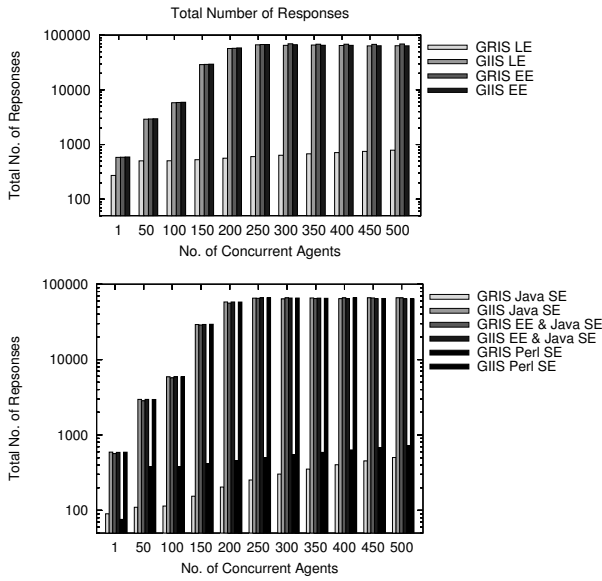 Total Number of Responses
Total No. of Repsonses
100000
10000
1000
100
1 50 100 150 200 250 300 350 400 450 500
No. of Concurrent Agents
GRIS LE
GIIS LE
GRIS EE
GIIS EE
Total No. of Repsonses
100000
10000
1000
100
1 50 100 150 200 250 300 350 400 450 500
No. of Concurrent Agents
GRIS Java SE
GIIS Java SE
GRIS EE & Java SE
GIIS EE & Java SE
GRIS Perl SE
GIIS Perl SE